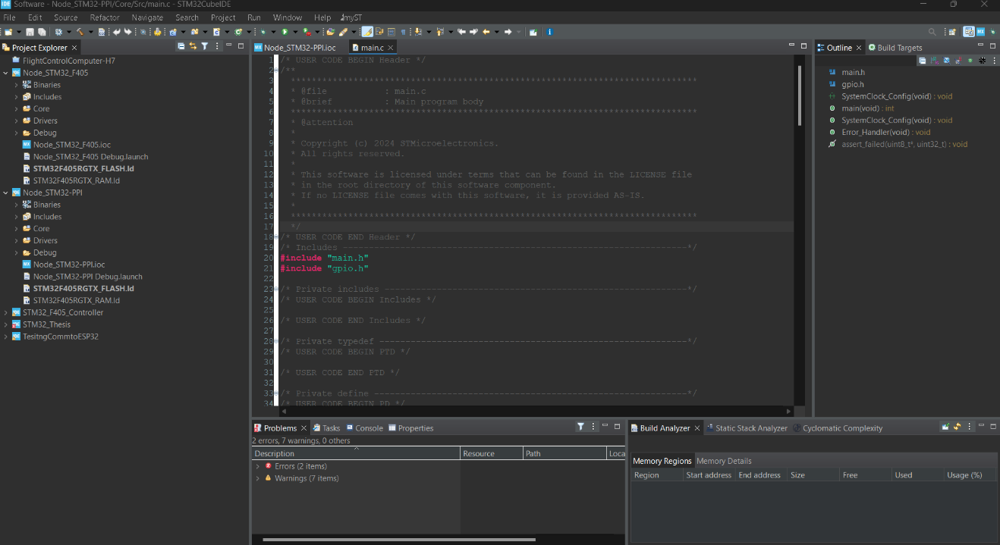 IDE Software - Node_STM32-PPI/Core/Src/main.c - STM32CubeIDE
File Edit Source Refactor Navigate Search Project Run Window Help JmyST
Project Explorer
FlightControlComputer-H7
Node_STM32_F405
Binaries
Includes
Core
Drivers
Debug
Node_STM32_F405.ioc
Node_STM32_F405 Debug.launch
STM32F405RGTX_FLASH.ld
STM32F405RGTX_RAM.ld
Node_STM32-PPI
Binaries
Includes
Core
Drivers
Debug
Node_STM32-PPI.ioc
Node_STM32-PPI Debug.launch
STM32F405RGTX_FLASH.ld
STM32F405RGTX_RAM.ld
STM32_F405_Controller
STM32_Thesis
TesitngCommtoESP32
Node_STM32-PPI.ioc main.c
1 /* USER CODE BEGIN Header */
2 /**
3 ******************************************************************************
4 * @file : main.c
5 * @brief : Main program body
6 ******************************************************************************
7 * @attention
8 *
9 * Copyright (c) 2024 STMicroelectronics.
10 * All rights reserved.
11 *
12 * This software is licensed under terms that can be found in the LICENSE file
13 * in the root directory of this software component.
14 * If no LICENSE file comes with this software, it is provided AS-IS.
15 *
16 ******************************************************************************
17 */
18 /* USER CODE END Header */
19 /* Includes ------------------------------------------------------------------*/
20 #include "main.h"
21 #include "gpio.h"
22
23 /* Private includes ----------------------------------------------------------*/
24 /* USER CODE BEGIN Includes */
25
26 /* USER CODE END Includes */
27
28 /* Private typedef -----------------------------------------------------------*/
29 /* USER CODE BEGIN PTD */
30
31 /* USER CODE END PTD */
32
33 /* Private define ------------------------------------------------------------*/
34 /* USER CODE BEGIN PD */
Outline Build Targets
main.h
gpio.h
SystemClock_Config(void) : void
main(void) : int
SystemClock_Config(void) : void
Error_Handler(void) : void
assert_failed(uint8_t*, uint32_t) : void
Problems Tasks Console Properties
2 errors, 7 warnings, 0 others
Description Resource Path Loca
Errors (2 items)
Warnings (7 items)
Build Analyzer Static Stack Analyzer Cyclomatic Complexity
Memory Regions Memory Details
Region Start address End address Size Free Used Usage (%)